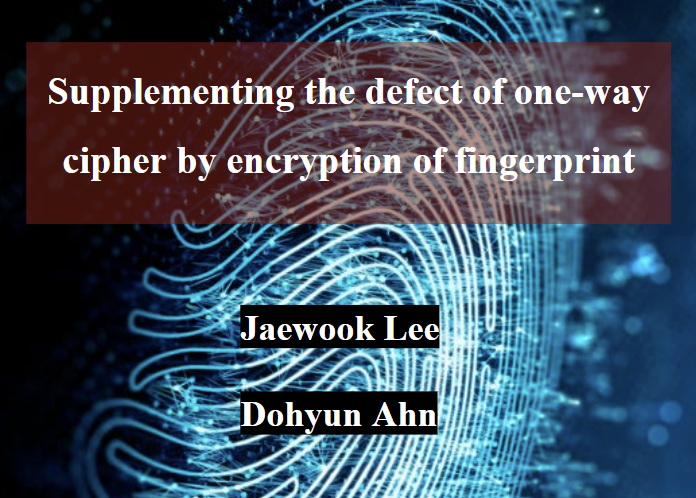 Supplementing the defect of one-way
cipher by encryption of fingerprint
Jaewook Lee
Dohyun Ahn